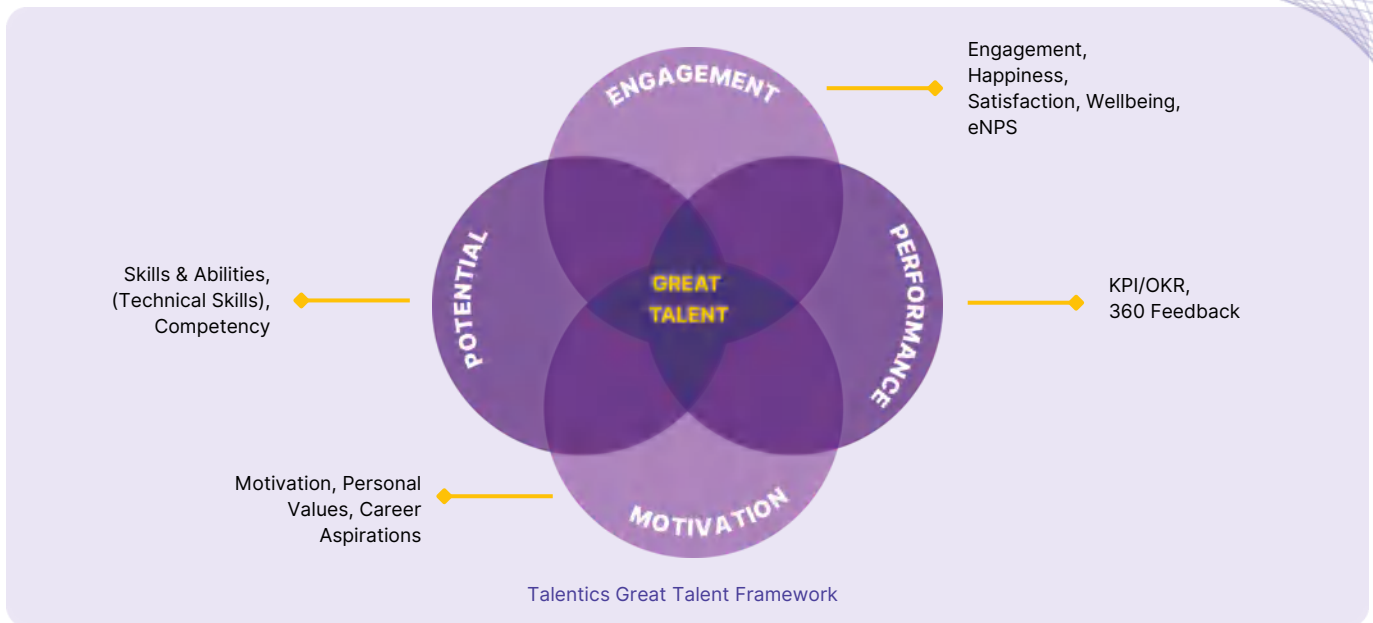 ENGAGEMENT
Engagement,
Happiness,
Satisfaction, Wellbeing,
eNPS
POTENTIAL
Skills & Abilities,
(Technical Skills),
Competency
GREAT
TALENT
PERFORMANCE
KPI/OKR,
360 Feedback
Motivation, Personal
Values, Career
Aspirations
MOTIVATION
Talentics Great Talent Framework